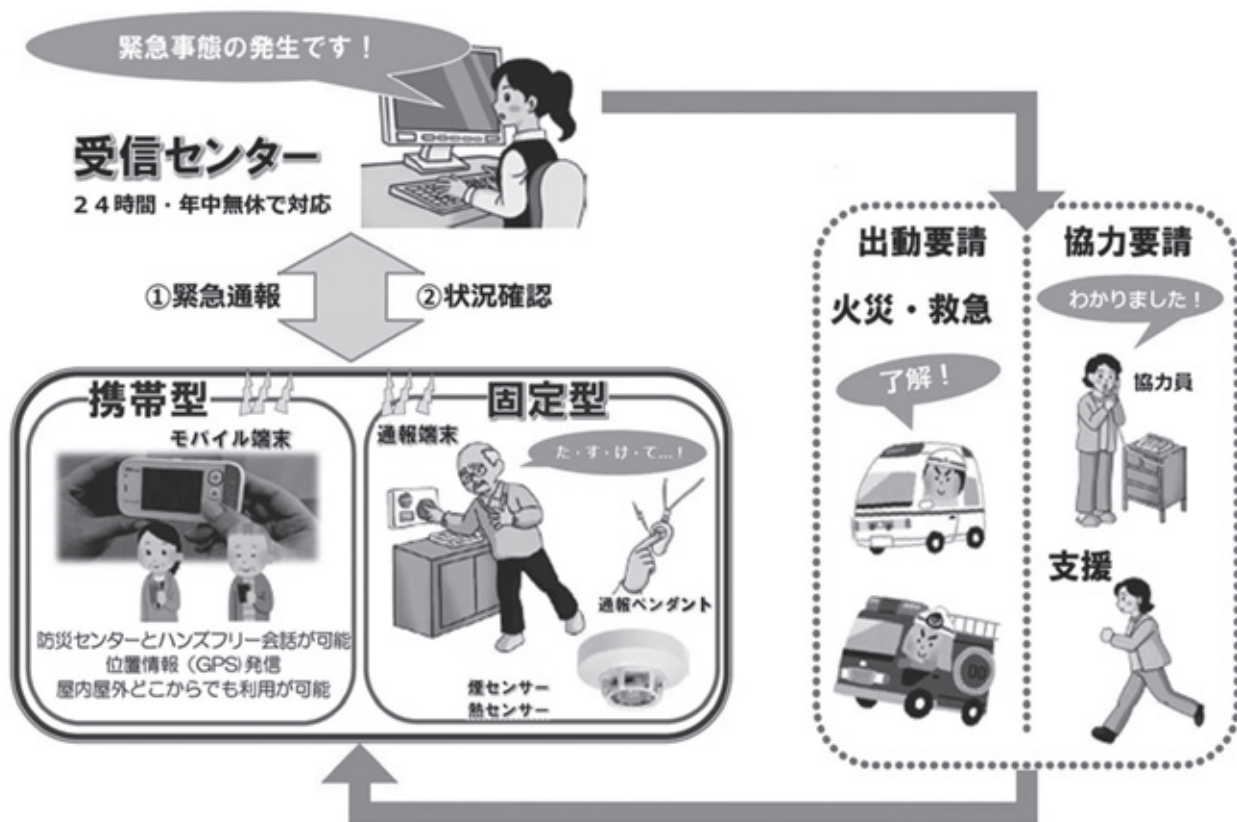 緊急事態の発生です！
受信センター
２４時間・年中無休で対応
①緊急通報
②状況確認
携帯型
モバイル端末
防災センターとハンズフリー会話が可能
位置情報（GPS）発信
屋内屋外どこからでも利用が可能
固定型
通報端末
た・す・け・て…！
通報ペンダント
煙センサー
熱センサー
出動要請
火災・救急
了解！
協力要請
わかりました！
協力員
支援